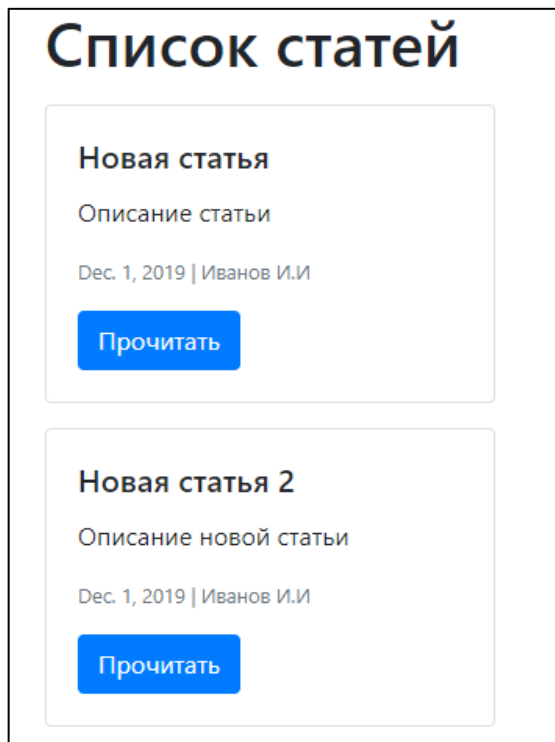 Список статей
Новая статья
Описание статьи
Dec. 1, 2019 | Иванов И.И
Прочитать
Новая статья 2
Описание новой статьи
Dec. 1, 2019 | Иванов И.И
Прочитать